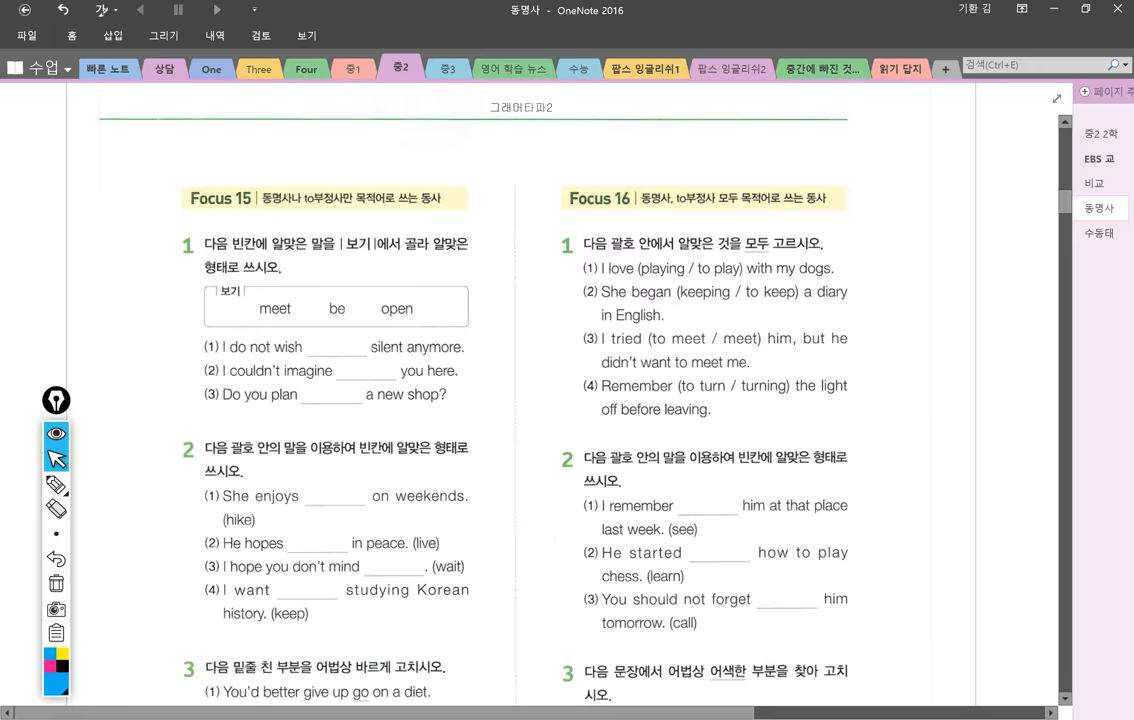 동명사 - OneNote 2016
기환 김
파일 홈 삽입 그리기 내역 검토 보기
수업 빠른 노트 상담 One Three Four 중1 중2 중3 영어 학습 뉴스 수능 팝스 잉글리쉬1 팝스 잉글리쉬2 중간에 빠진 것... 읽기 답지 + 검색(Ctrl+E)
그래머타파2
Focus 15 | 동명사나 to부정사만 목적어로 쓰는 동사
1 다음 빈칸에 알맞은 말을 |보기|에서 골라 알맞은
형태로 쓰시오.
보기
meet be open
(1) I do not wish ________ silent anymore.
(2) I couldn't imagine ________ you here.
(3) Do you plan ________ a new shop?
2 다음 괄호 안의 말을 이용하여 빈칸에 알맞은 형태로
쓰시오.
(1) She enjoys ________ on weekends.
(hike)
(2) He hopes ________ in peace. (live)
(3) I hope you don't mind ________. (wait)
(4) I want ________ studying Korean
history. (keep)
3 다음 밑줄 친 부분을 어법상 바르게 고치시오.
(1) You'd better give up go on a diet.
Focus 16 | 동명사, to부정사 모두 목적어로 쓰는 동사
1 다음 괄호 안에서 알맞은 것을 모두 고르시오.
(1) I love (playing / to play) with my dogs.
(2) She began (keeping / to keep) a diary
in English.
(3) I tried (to meet / meet) him, but he
didn't want to meet me.
(4) Remember (to turn / turning) the light
off before leaving.
2 다음 괄호 안의 말을 이용하여 빈칸에 알맞은 형태로
쓰시오.
(1) I remember ________ him at that place
last week. (see)
(2) He started ________ how to play
chess. (learn)
(3) You should not forget ________ him
tomorrow. (call)
3 다음 문장에서 어법상 어색한 부분을 찾아 고치
시오.
페이지 추
중2 2학
EBS 교
비교
동명사
수동태